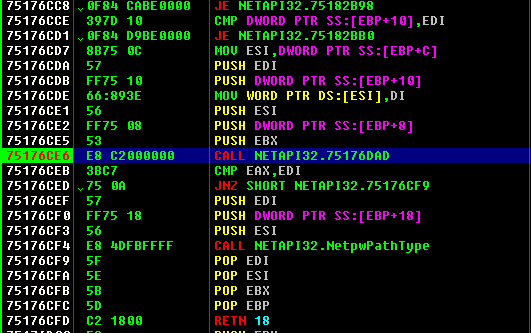 75176CC8 0F84 CABE0000 JE NETAPI32.75182B98
75176CCE 397D 10 CMP DWORD PTR SS:[EBP+10],EDI
75176CD1 0F84 D9BE0000 JE NETAPI32.75182BB0
75176CD7 8B75 0C MOV ESI,DWORD PTR SS:[EBP+C]
75176CDA 57 PUSH EDI
75176CDB FF75 10 PUSH DWORD PTR SS:[EBP+10]
75176CDE 66:893E MOV WORD PTR DS:[ESI],DI
75176CE1 56 PUSH ESI
75176CE2 FF75 08 PUSH DWORD PTR SS:[EBP+8]
75176CE5 53 PUSH EBX
75176CE6 E8 C2000000 CALL NETAPI32.75176DAD
75176CEB 3BC7 CMP EAX,EDI
75176CED 75 0A JNZ SHORT NETAPI32.75176CF9
75176CEF 57 PUSH EDI
75176CF0 FF75 18 PUSH DWORD PTR SS:[EBP+18]
75176CF3 56 PUSH ESI
75176CF4 E8 4DFBFFFF CALL NETAPI32.NetpwPathType
75176CF9 5F POP EDI
75176CFA 5E POP ESI
75176CFB 5B POP EBX
75176CFC 5D POP EBP
75176CFD C2 1800 RETN 18